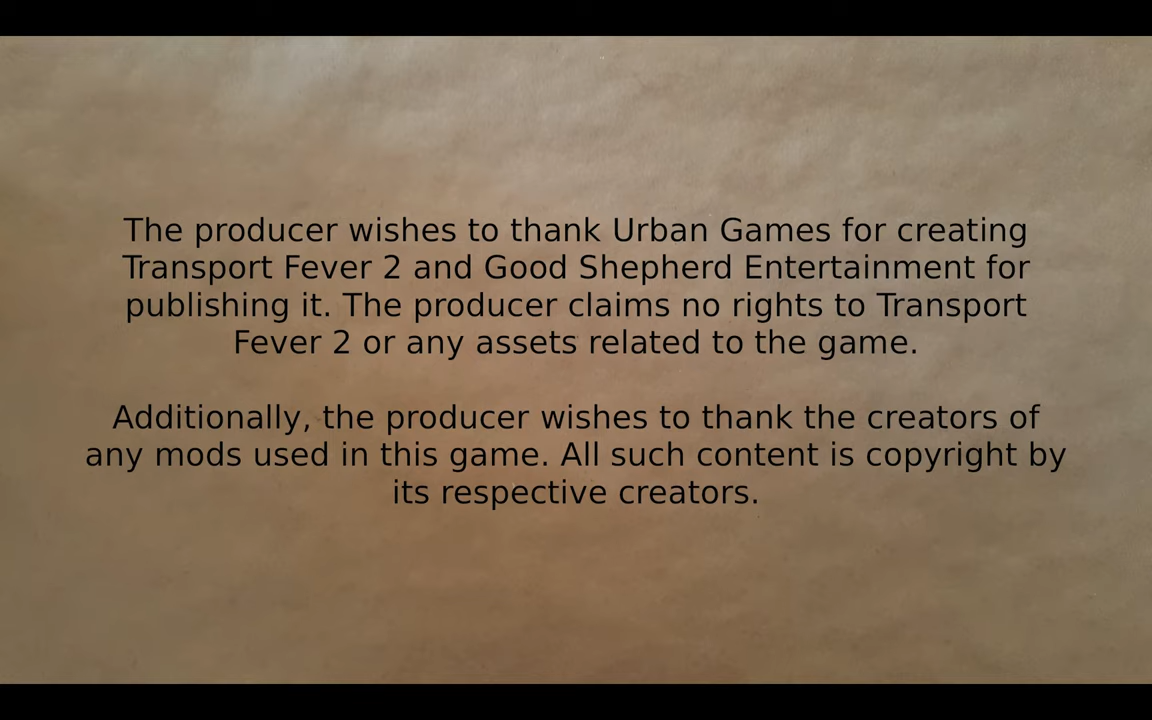 The producer wishes to thank Urban Games for creating
Transport Fever 2 and Good Shepherd Entertainment for
publishing it. The producer claims no rights to Transport
Fever 2 or any assets related to the game.
Additionally, the producer wishes to thank the creators of
any mods used in this game. All such content is copyright by
its respective creators.